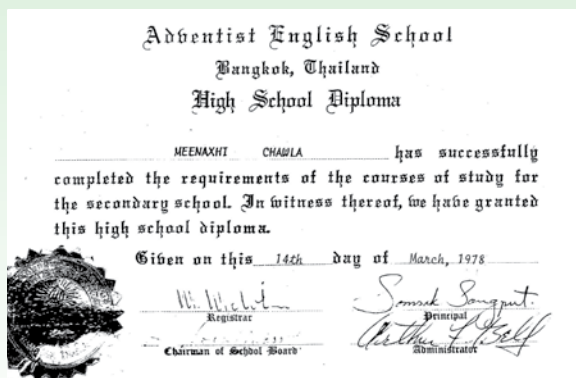 Adventist English School
Bangkok, Thailand
High School Diploma
MEENAXHI CHAWLA has successfully
completed the requirements of the courses of study for
the secondary school. In witness thereof, we have granted
this high school diploma.
Given on this 14th day of March, 1978
Registrar
Somsak Sangput.
Principal
Chairman of School Board
Administrator